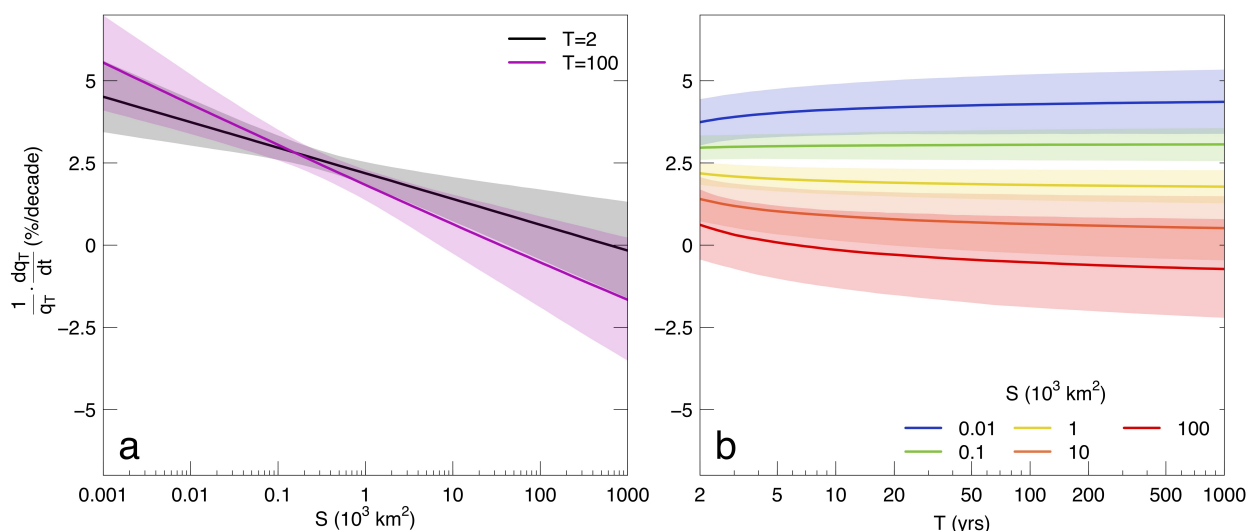 T=2
T=100
5
2.5
0
−2.5
−5
1/q_T · dq_T/dt (%/decade)
a
0.001 0.01 0.1 1 10 100 1000
S (10³ km²)
5
2.5
0
−2.5
−5
b
S (10³ km²)
0.01 1 100
0.1 10
2 5 10 20 50 100 200 500 1000
T (yrs)